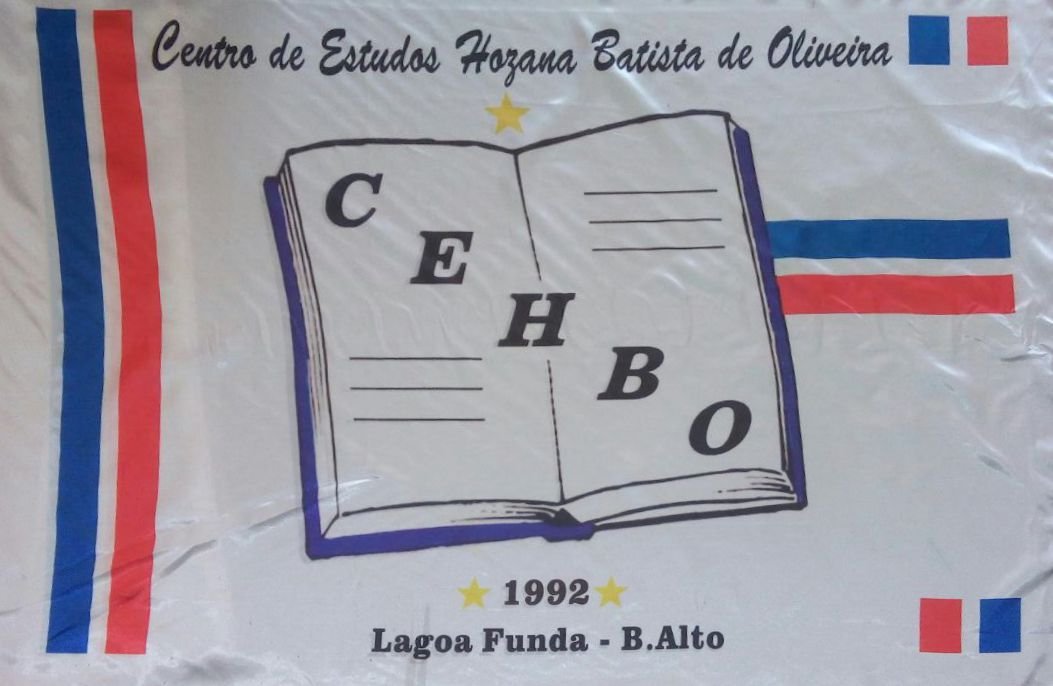 Centro de Estudos Hozana Batista de Oliveira
C
E
H
B
O
1992
Lagoa Funda - B.Alto